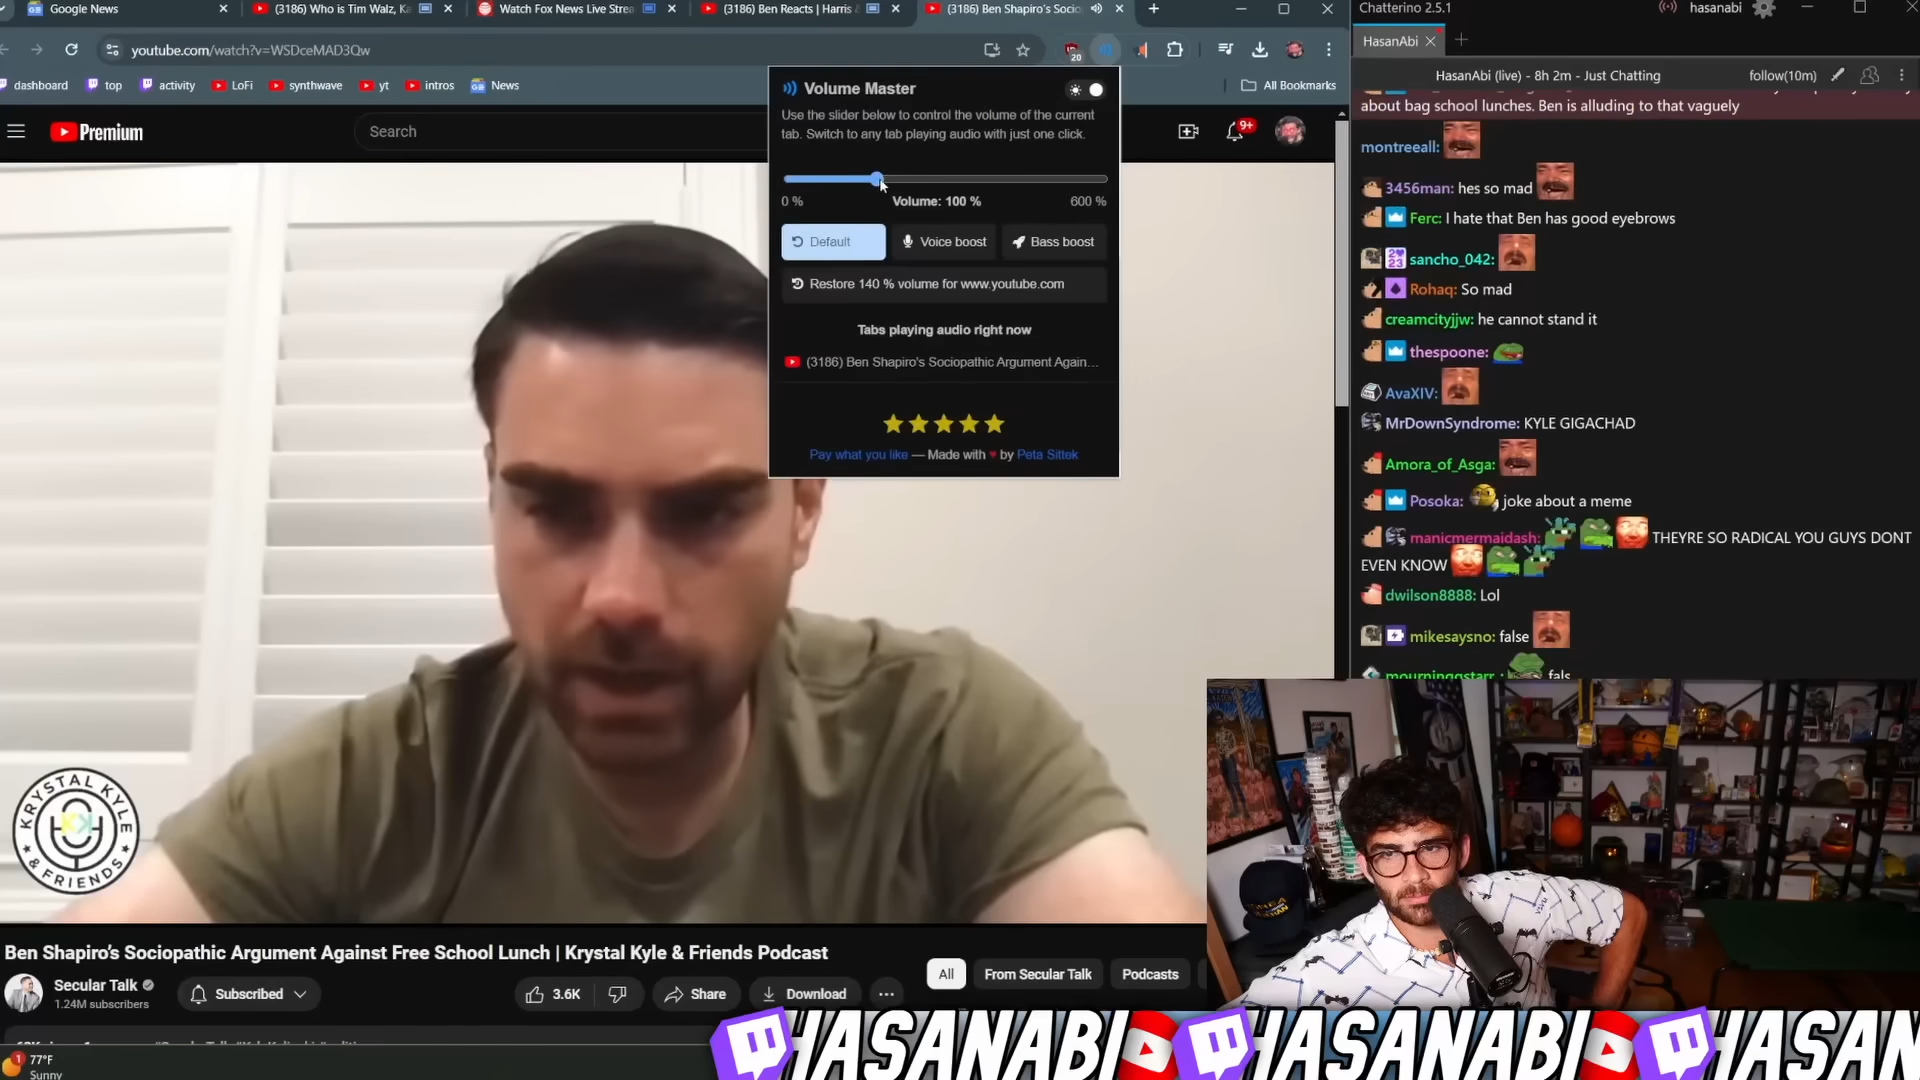 Google News
(3186) Who is Tim Walz, Ka
Watch Fox News Live Strea
(3186) Ben Reacts | Harris &
(3186) Ben Shapiro's Socio
Chatterino 2.5.1
hasanabi
youtube.com/watch?v=WSDceMAD3Qw
20
HasanAbi
dashboard
top
activity
LoFi
synthwave
yt
intros
News
All Bookmarks
HasanAbi (live) - 8h 2m - Just Chatting
follow(10m)
Premium
Search
9+
Volume Master
Use the slider below to control the volume of the current
tab. Switch to any tab playing audio with just one click.
0 %
Volume: 100 %
600 %
Default
Voice boost
Bass boost
Restore 140 % volume for www.youtube.com
Tabs playing audio right now
(3186) Ben Shapiro's Sociopathic Argument Again...
Pay what you like — Made with ♥ by Peta Sittek
about bag school lunches. Ben is alluding to that vaguely
montreeall:
3456man: hes so mad
Ferc: I hate that Ben has good eyebrows
sancho_042:
Rohaq: So mad
creamcityjjw: he cannot stand it
thespoone:
AvaXIV:
MrDownSyndrome: KYLE GIGACHAD
Amora_of_Asga:
Posoka: joke about a meme
manicmermaidash: THEYRE SO RADICAL YOU GUYS DONT
EVEN KNOW
dwilson8888: Lol
mikesaysno: false
mourninggstarr_: fals
KRYSTAL KYLE
& FRIENDS
Ben Shapiro's Sociopathic Argument Against Free School Lunch | Krystal Kyle & Friends Podcast
Secular Talk
1.24M subscribers
Subscribed
3.6K
Share
Download
All
From Secular Talk
Podcasts
1
77°F
Sunny
HASANABI
HASANABI
HASAN